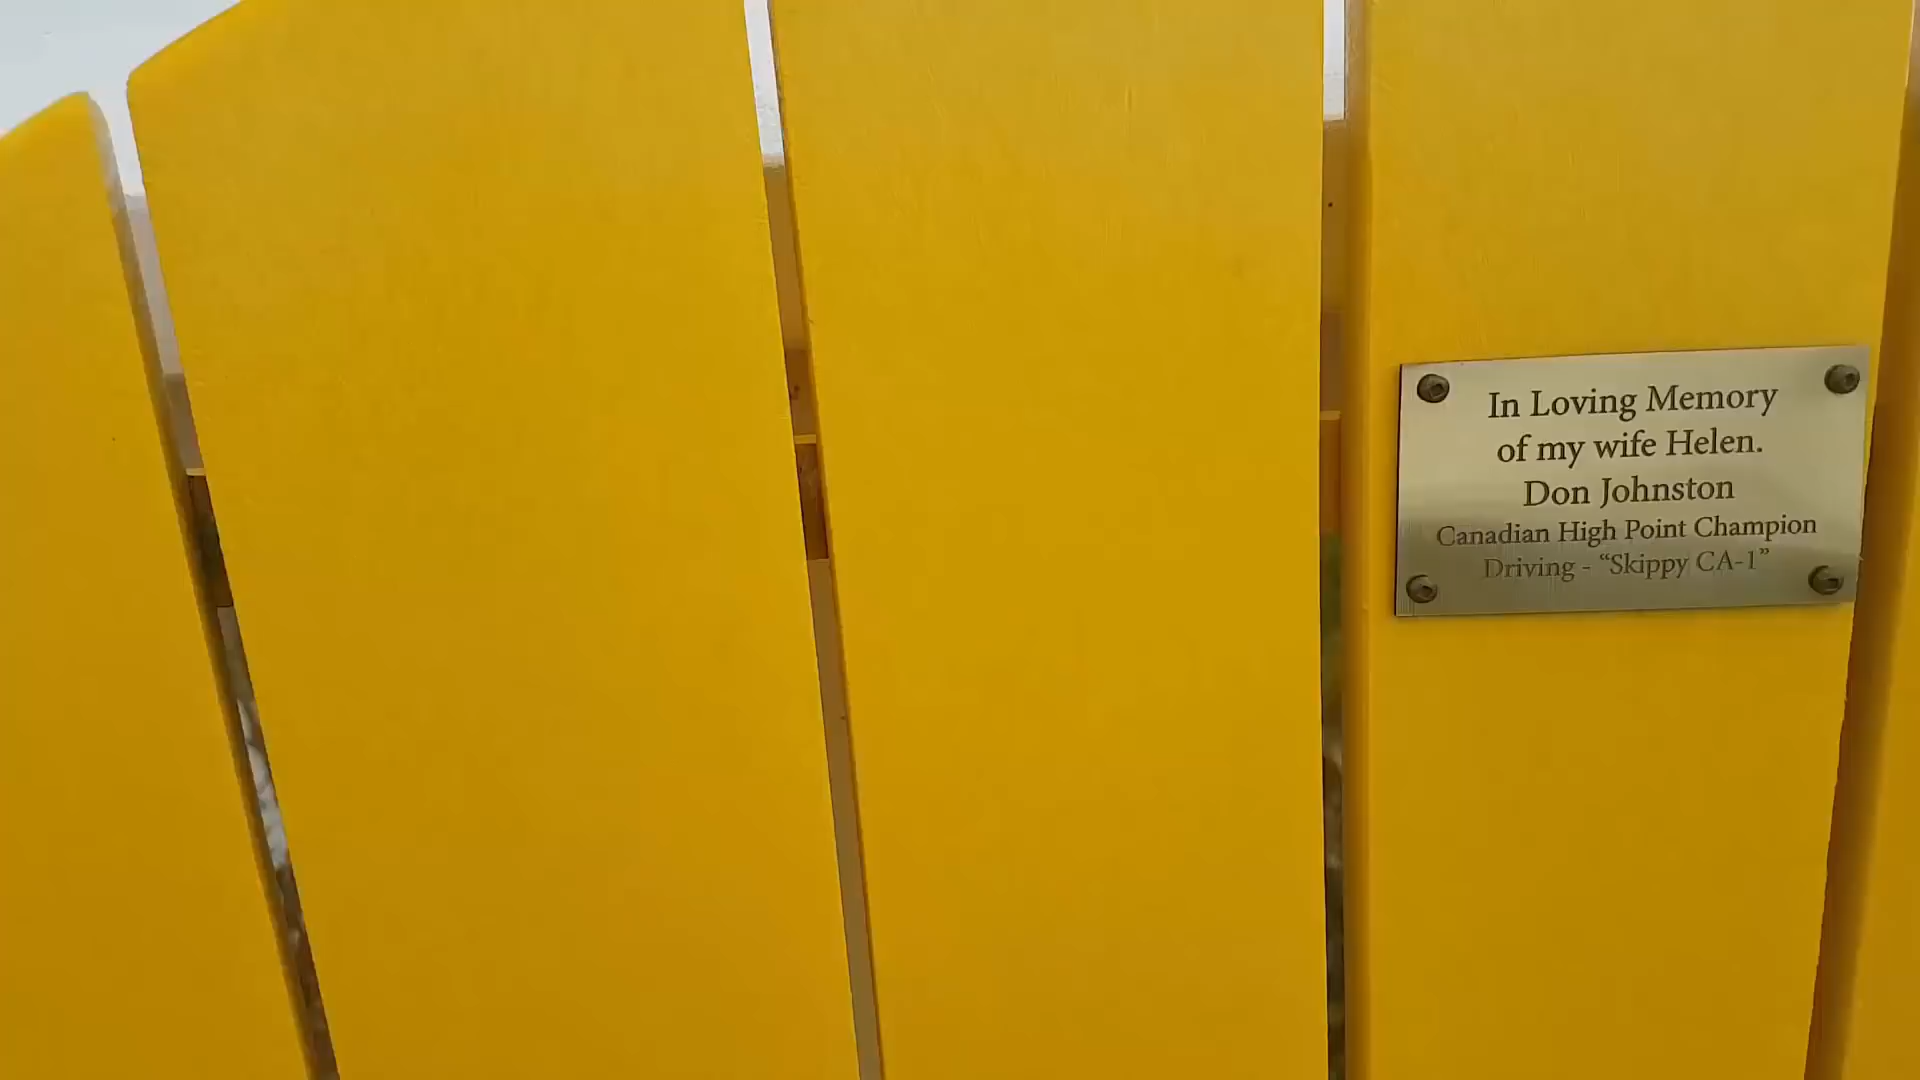 In Loving Memory
of my wife Helen.
Don Johnston
Canadian High Point Champion
Driving - “Skippy CA-1”